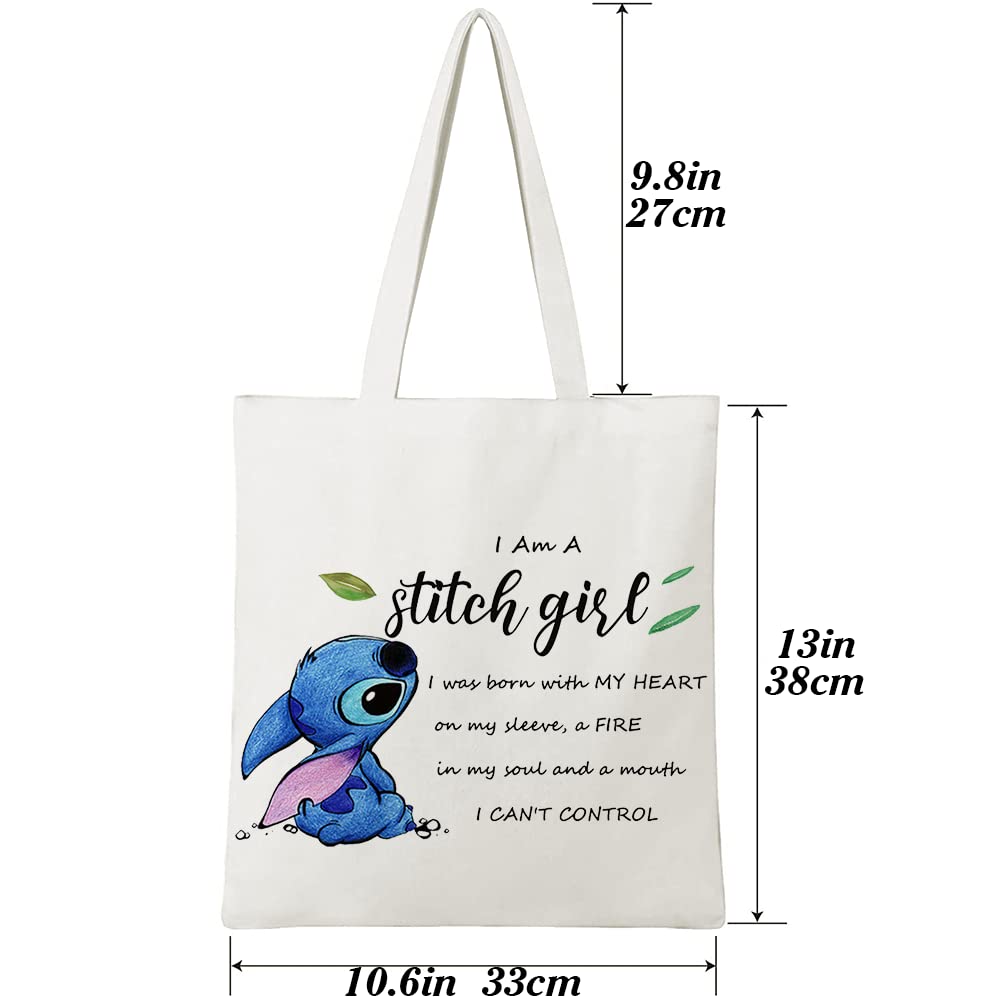 9.8in
27cm
I Am A
stitch girl
I was born with MY HEART
on my sleeve, a FIRE
in my soul and a mouth
I CAN'T CONTROL
13in
38cm
10.6in 33cm